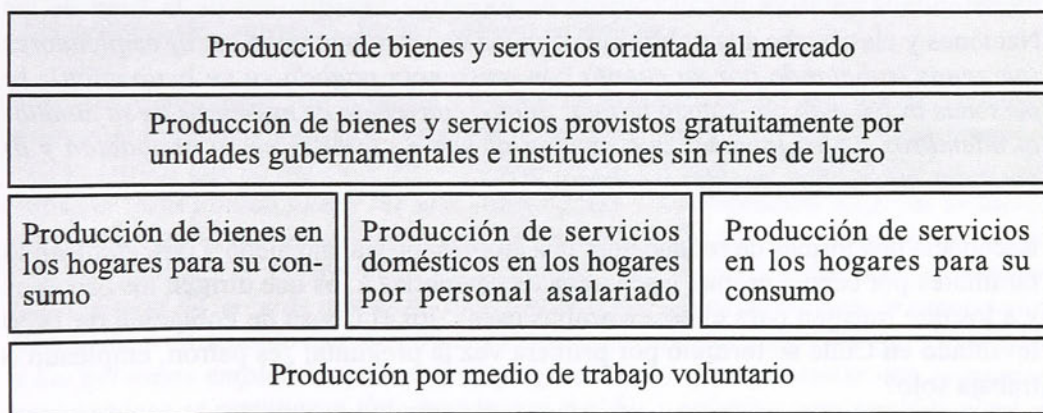 Producción de bienes y servicios orientada al mercado
Producción de bienes y servicios provistos gratuitamente por
unidades gubernamentales e instituciones sin fines de lucro
Producción de bienes en
los hogares para su con-
sumo
Producción de servicios
domésticos en los hogares
por personal asalariado
Producción de servicios
en los hogares para su
consumo
Producción por medio de trabajo voluntario